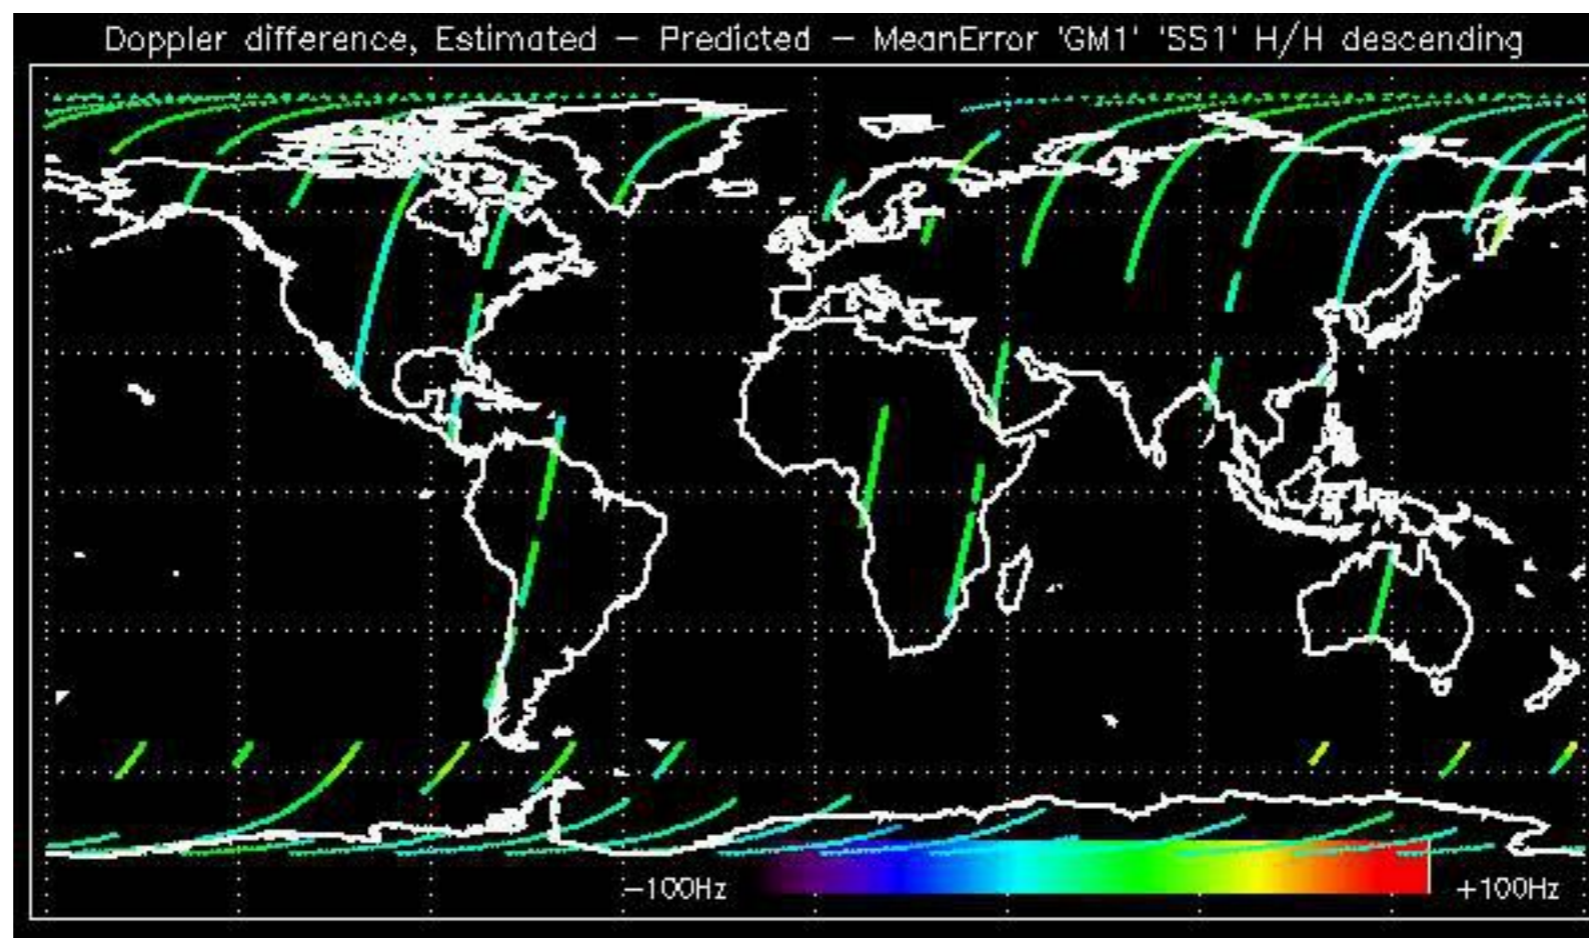 Doppler difference, Estimated – Predicted – MeanError 'GM1' 'SS1' H/H descending
–100Hz +100Hz